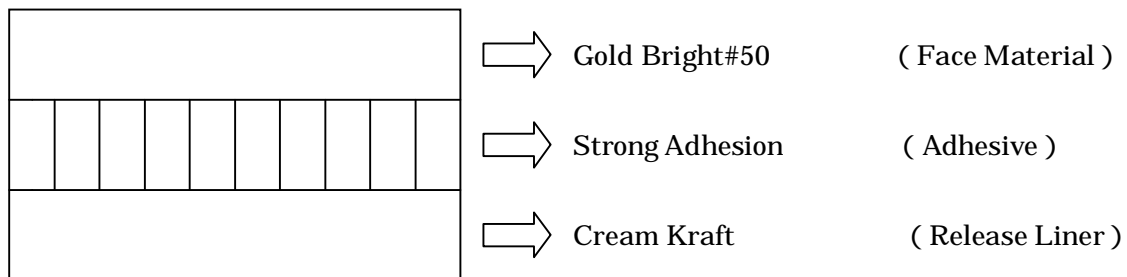 Gold Bright#50 ( Face Material )
Strong Adhesion ( Adhesive )
Cream Kraft ( Release Liner )